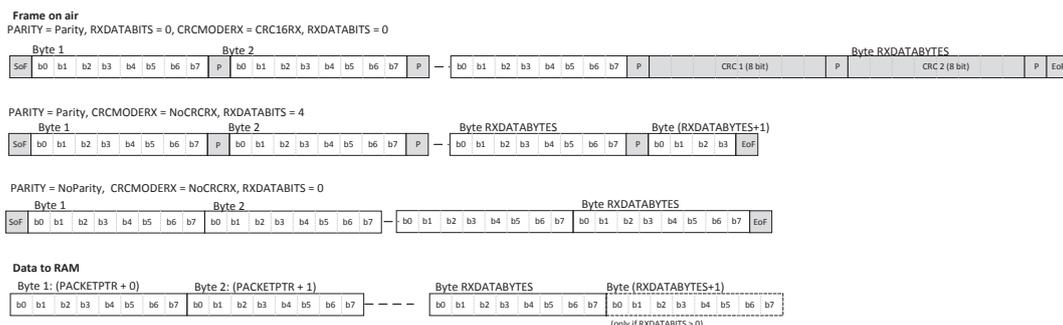 Frame on air
PARITY = Parity, RXDATABITS = 0, CRCMODERX = CRC16RX, RXDATABITS = 0
Byte 1 Byte 2 Byte RXDATABYTES
SoF b0 b1 b2 b3 b4 b5 b6 b7 P b0 b1 b2 b3 b4 b5 b6 b7 P b0 b1 b2 b3 b4 b5 b6 b7 P CRC 1 (8 bit) P CRC 2 (8 bit) P EoF
PARITY = Parity, CRCMODERX = NoCRCRX, RXDATABITS = 4
Byte 1 Byte 2 Byte RXDATABYTES Byte (RXDATABYTES+1)
SoF b0 b1 b2 b3 b4 b5 b6 b7 P b0 b1 b2 b3 b4 b5 b6 b7 P b0 b1 b2 b3 b4 b5 b6 b7 P b0 b1 b2 b3 EoF
PARITY = NoParity, CRCMODERX = NoCRCRX, RXDATABITS = 0
Byte 1 Byte 2 Byte RXDATABYTES
SoF b0 b1 b2 b3 b4 b5 b6 b7 b0 b1 b2 b3 b4 b5 b6 b7 b0 b1 b2 b3 b4 b5 b6 b7 b0 b1 b2 b3 b4 b5 b6 b7 EoF
Data to RAM
Byte 1: (PACKETPTR + 0) Byte 2: (PACKETPTR + 1) Byte RXDATABYTES Byte (RXDATABYTES+1)
b0 b1 b2 b3 b4 b5 b6 b7 b0 b1 b2 b3 b4 b5 b6 b7 b0 b1 b2 b3 b4 b5 b6 b7 b0 b1 b2 b3 b4 b5 b6 b7
(only if RXDATABITS > 0)